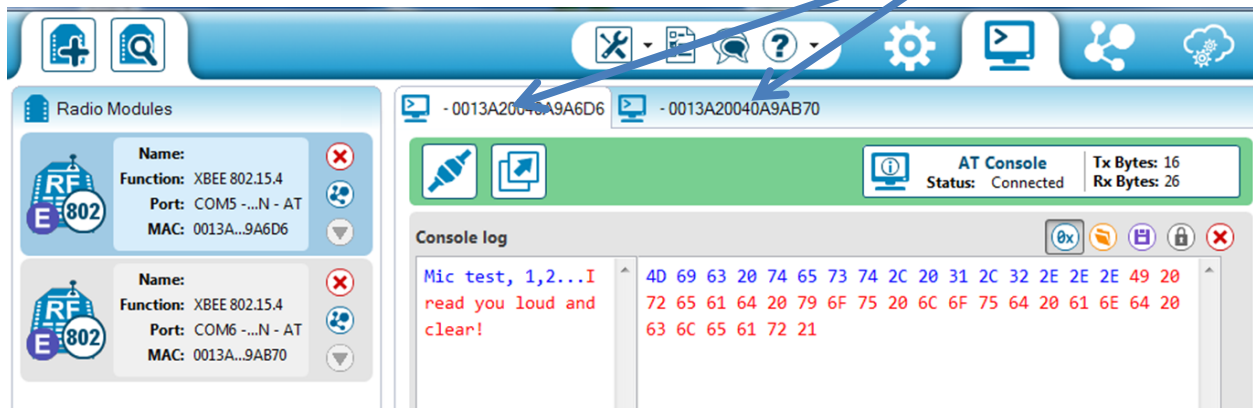 Radio Modules
Name:
Function: XBEE 802.15.4
Port: COM5 -...N - AT
MAC: 0013A...9A6D6
RF
E 802
Name:
Function: XBEE 802.15.4
Port: COM6 -...N - AT
MAC: 0013A...9AB70
RF
E 802
- 0013A20040A9A6D6
- 0013A20040A9AB70
AT Console
Status: Connected
Tx Bytes: 16
Rx Bytes: 26
Console log
0x
Mic test, 1,2...I
read you loud and
clear!
4D 69 63 20 74 65 73 74 2C 20 31 2C 32 2E 2E 2E 49 20
72 65 61 64 20 79 6F 75 20 6C 6F 75 64 20 61 6E 64 20
63 6C 65 61 72 21